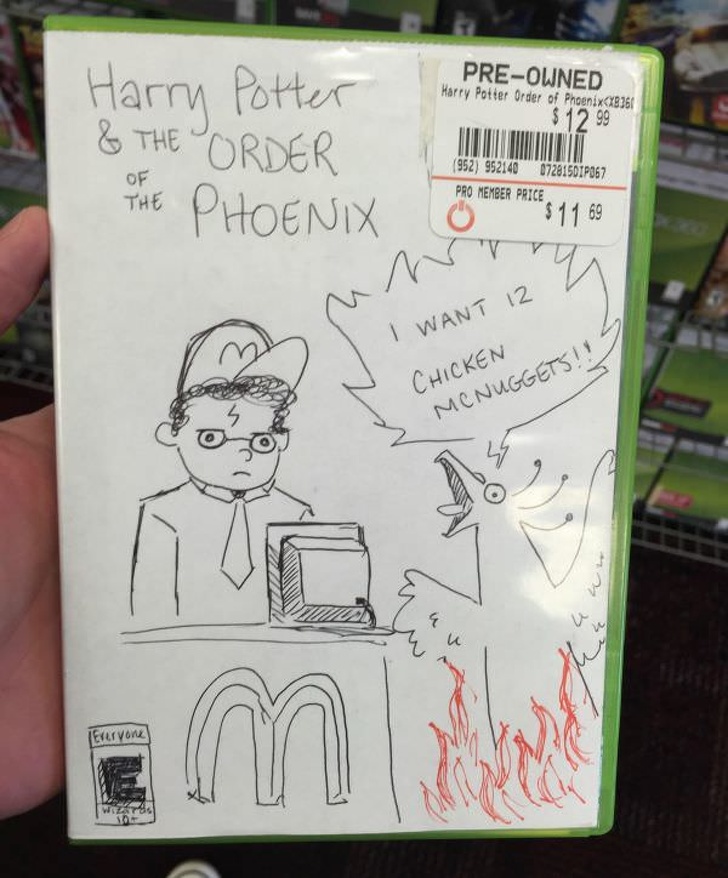 Harry Potter
& THE ORDER
OF
THE PHOENIX
PRE-OWNED
Harry Potter Order of Phoenix<XB360
$12 99
(952) 952140 072815DIP067
PRO MEMBER PRICE
$11 69
I WANT 12
CHICKEN
MCNUGGETS!!
M
Everyone
E
Wizards
10+
M